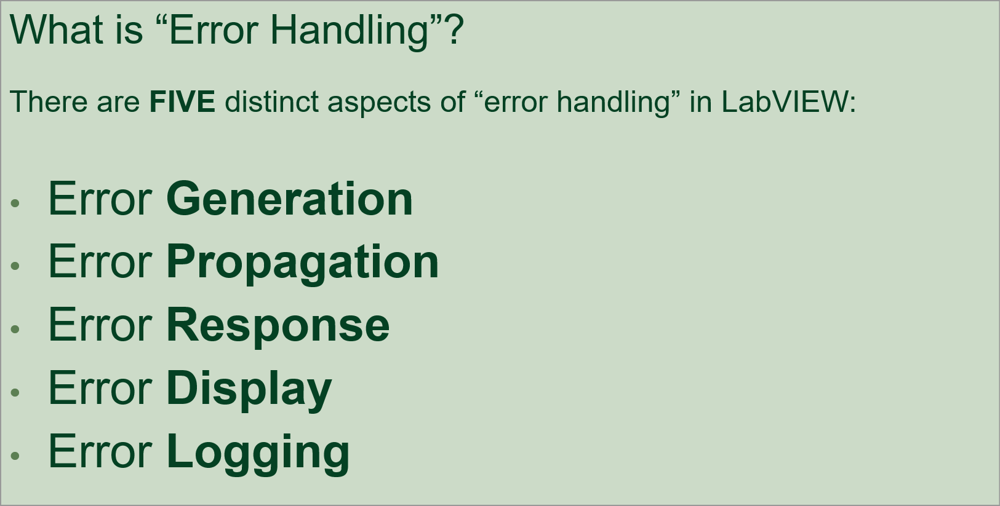 What is “Error Handling”?
There are FIVE distinct aspects of “error handling” in LabVIEW:
• Error Generation
• Error Propagation
• Error Response
• Error Display
• Error Logging